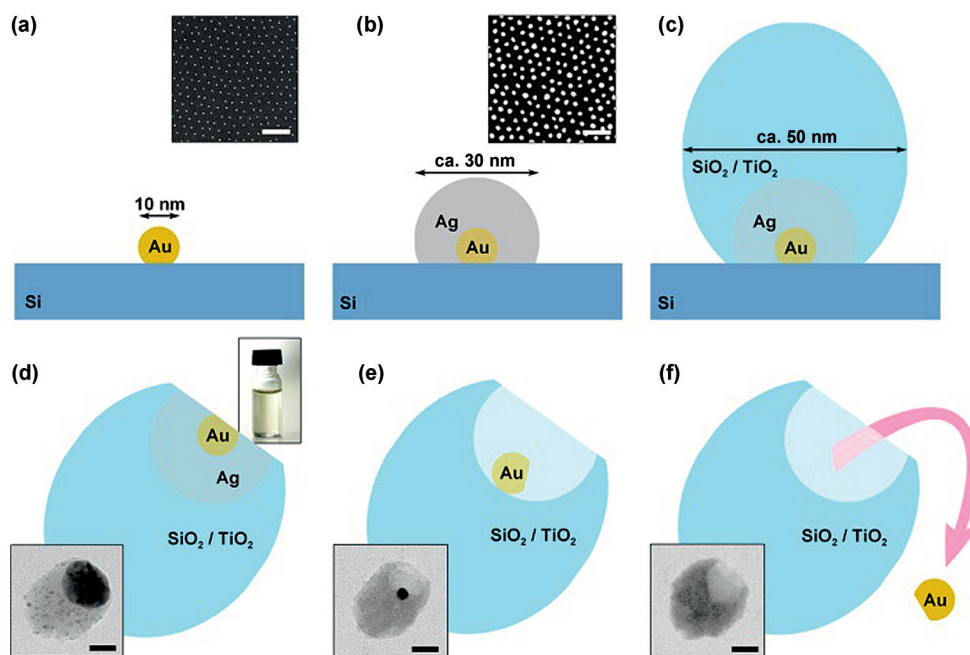 (a)
10 nm
Au
Si
(b)
ca. 30 nm
Ag
Au
(c)
ca. 50 nm
SiO₂ / TiO₂
Ag
Au
(d)
Au
Ag
SiO₂ / TiO₂
(e)
Au
SiO₂ / TiO₂
(f)
SiO₂ / TiO₂
Au
Si
Si